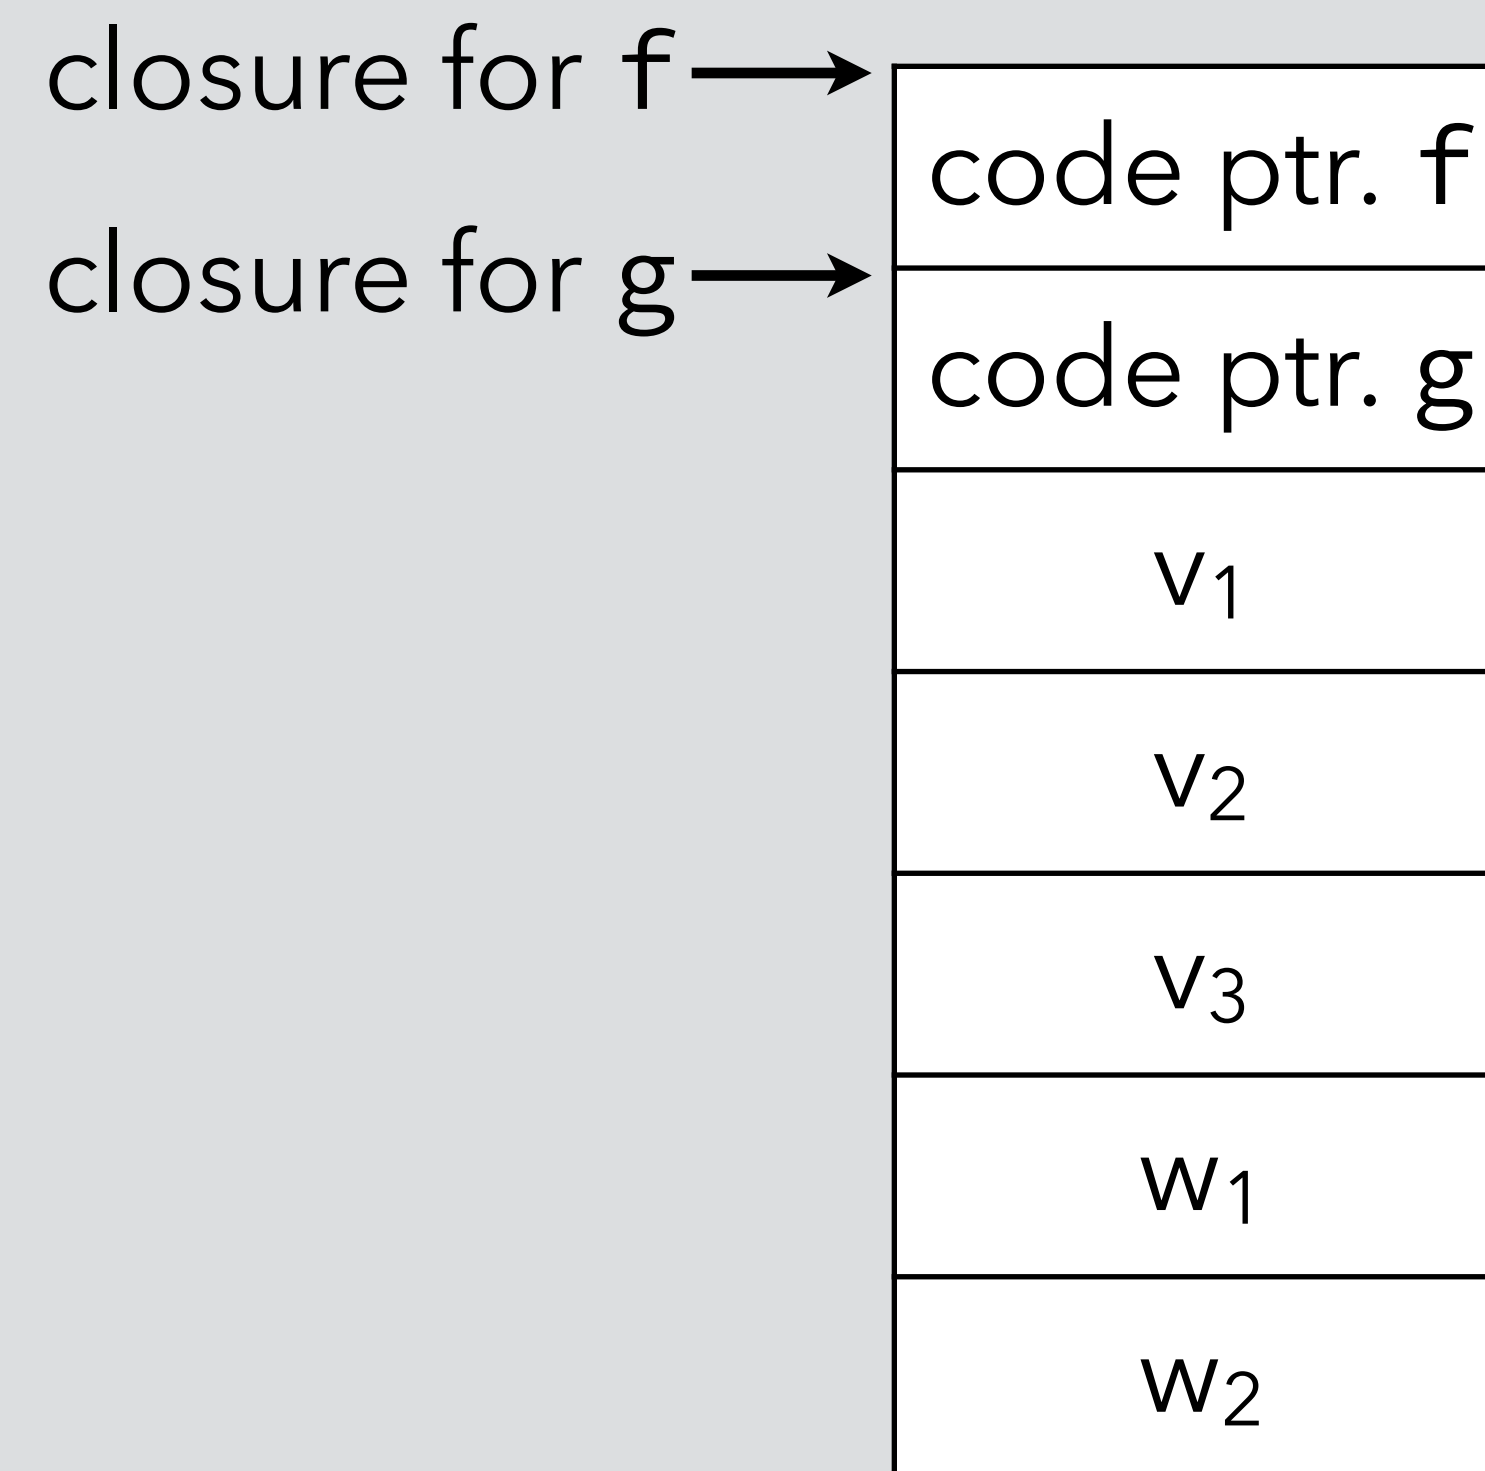 closure for f
code ptr. f
closure for g
code ptr. g
v₁
v₂
v₃
w₁
w₂